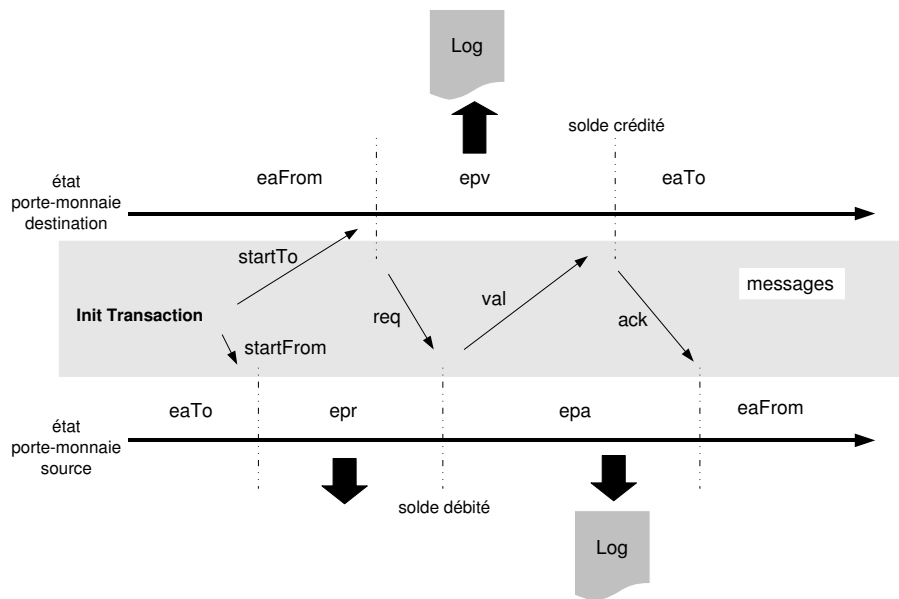 Log
solde crédité
eaFrom
epv
eaTo
état
porte-monnaie
destination
startTo
messages
val
Init Transaction
req
ack
startFrom
eaTo
epr
epa
eaFrom
état
porte-monnaie
source
solde débité
Log